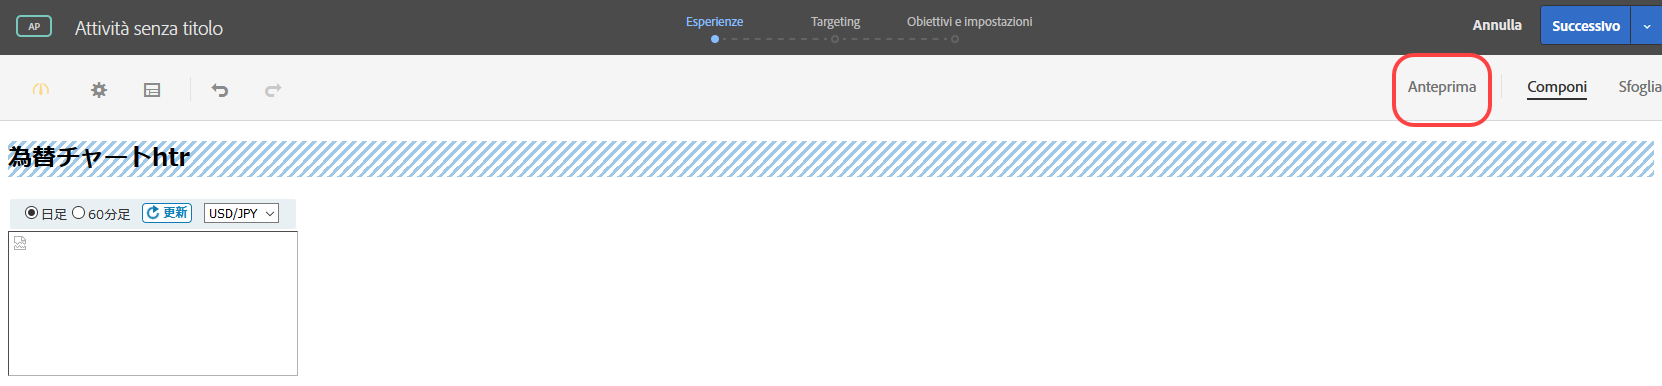 AP
Attività senza titolo
Esperienze
Targeting
Obiettivi e impostazioni
Annulla
Successivo
Anteprima
Componi
Sfoglia
為替チャートhtr
日足 60分足 更新 USD/JPY